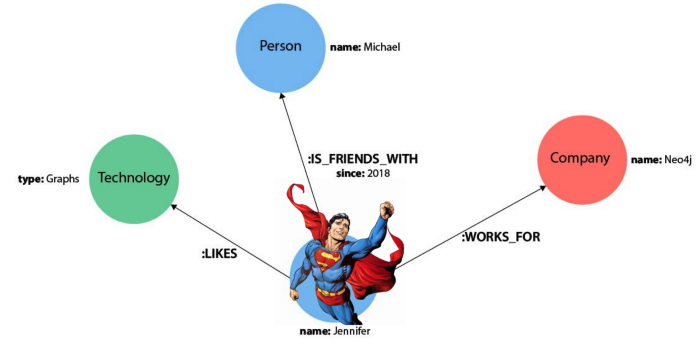 Person
name: Michael
:IS_FRIENDS_WITH
since: 2018
Company
name: Neo4j
type: Graphs
Technology
:WORKS_FOR
:LIKES
name: Jennifer